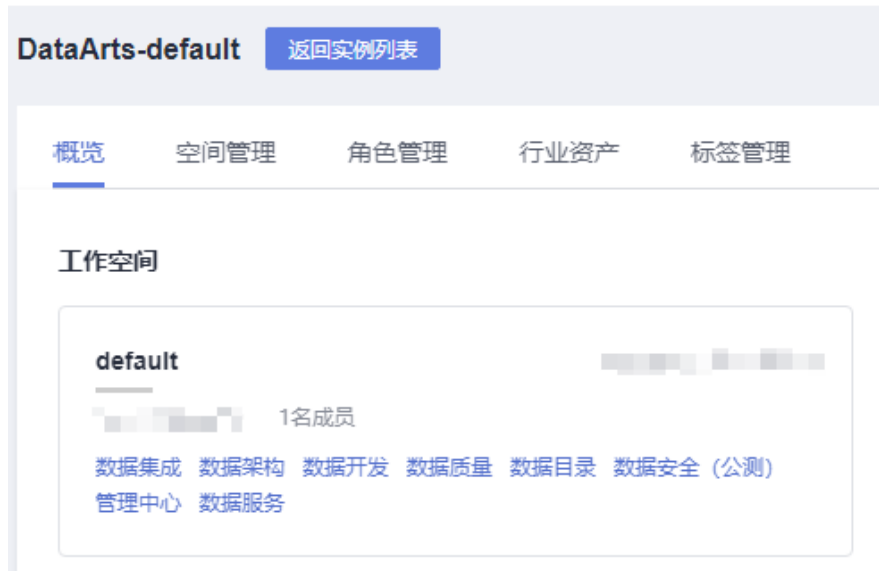 DataArts-default 返回实例列表
概览 空间管理 角色管理 行业资产 标签管理
工作空间
default
1名成员
数据集成 数据架构 数据开发 数据质量 数据目录 数据安全 (公测)
管理中心 数据服务